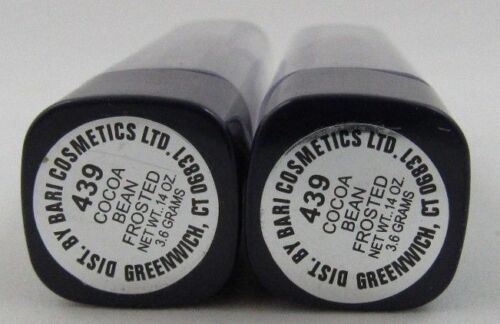 DIST. BY BARI COSMETICS LTD.
GREENWICH, CT 06831
439
COCOA
BEAN
FROSTED
NET WT. .14 OZ.
3.6 GRAMS
DIST. BY BARI COSMETICS LTD.
GREENWICH, CT 06831
439
COCOA
BEAN
FROSTED
NET WT. .14 OZ.
3.6 GRAMS